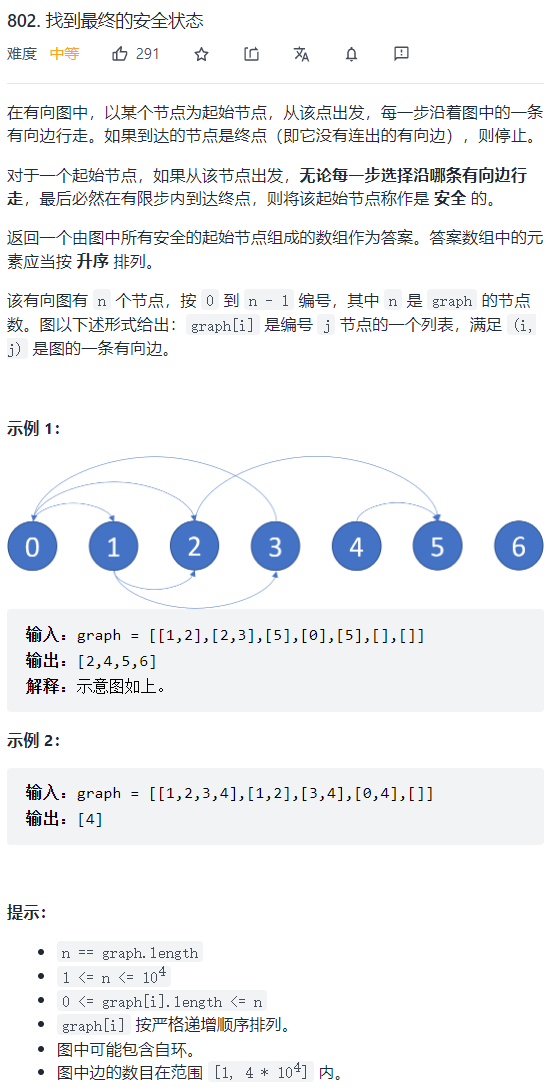 802. 找到最终的安全状态
难度 中等 291
在有向图中，以某个节点为起始节点，从该点出发，每一步沿着图中的一条
有向边行走。如果到达的节点是终点（即它没有连出的有向边），则停止。
对于一个起始节点，如果从该节点出发，无论每一步选择沿哪条有向边行
走，最后必然在有限步内到达终点，则将该起始节点称作是 安全 的。
返回一个由图中所有安全的起始节点组成的数组作为答案。答案数组中的元
素应当按 升序 排列。
该有向图有 n 个节点，按 0 到 n - 1 编号，其中 n 是 graph 的节点
数。图以下述形式给出：graph[i] 是编号 j 节点的一个列表，满足 (i,
j) 是图的一条有向边。
示例 1：
0 1 2 3 4 5 6
输入：graph = [[1,2],[2,3],[5],[0],[5],[],[]]
输出：[2,4,5,6]
解释：示意图如上。
示例 2：
输入：graph = [[1,2,3,4],[1,2],[3,4],[0,4],[]]
输出：[4]
提示：
n == graph.length
1 <= n <= 10⁴
0 <= graph[i].length <= n
graph[i] 按严格递增顺序排列。
图中可能包含自环。
图中边的数目在范围 [1, 4 * 10⁴] 内。